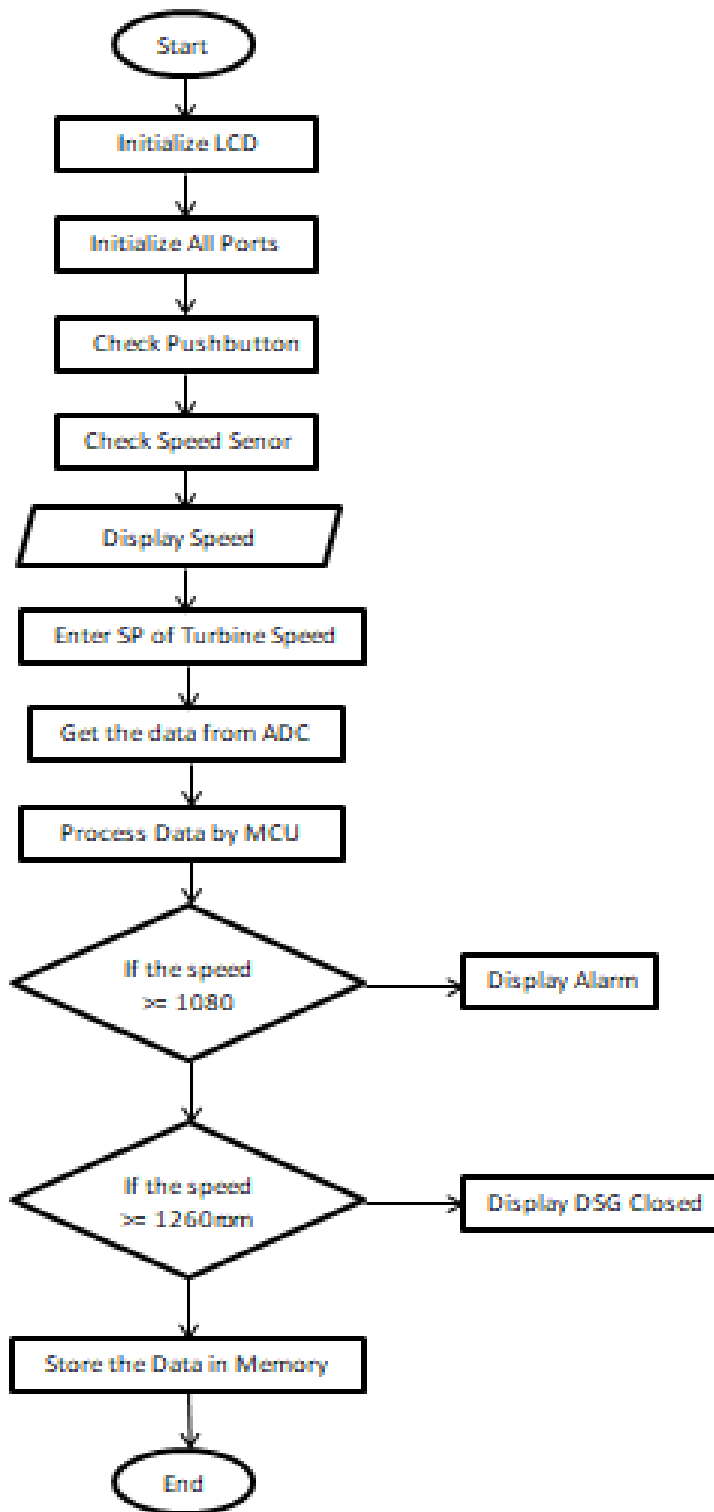 Start
Initialize LCD
Initialize All Ports
Check Pushbutton
Check Speed Senor
Display Speed
Enter SP of Turbine Speed
Get the data from ADC
Process Data by MCU
If the speed
>= 1080
Display Alarm
If the speed
>= 1260rpm
Display DSG Closed
Store the Data in Memory
End